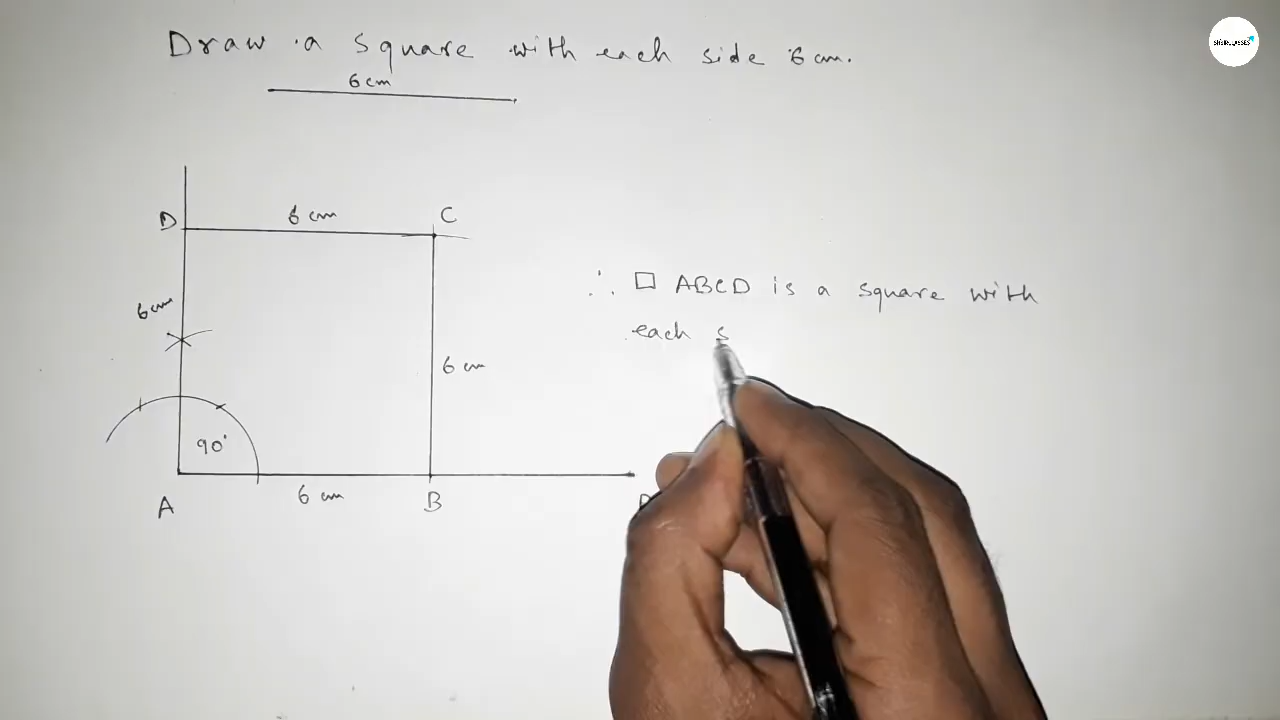 Draw a square with each side 6 cm.
6 cm
D
6 cm
C
6 cm
∴ □ ABCD is a square with
each s
6 cm
90°
A
6 cm
B